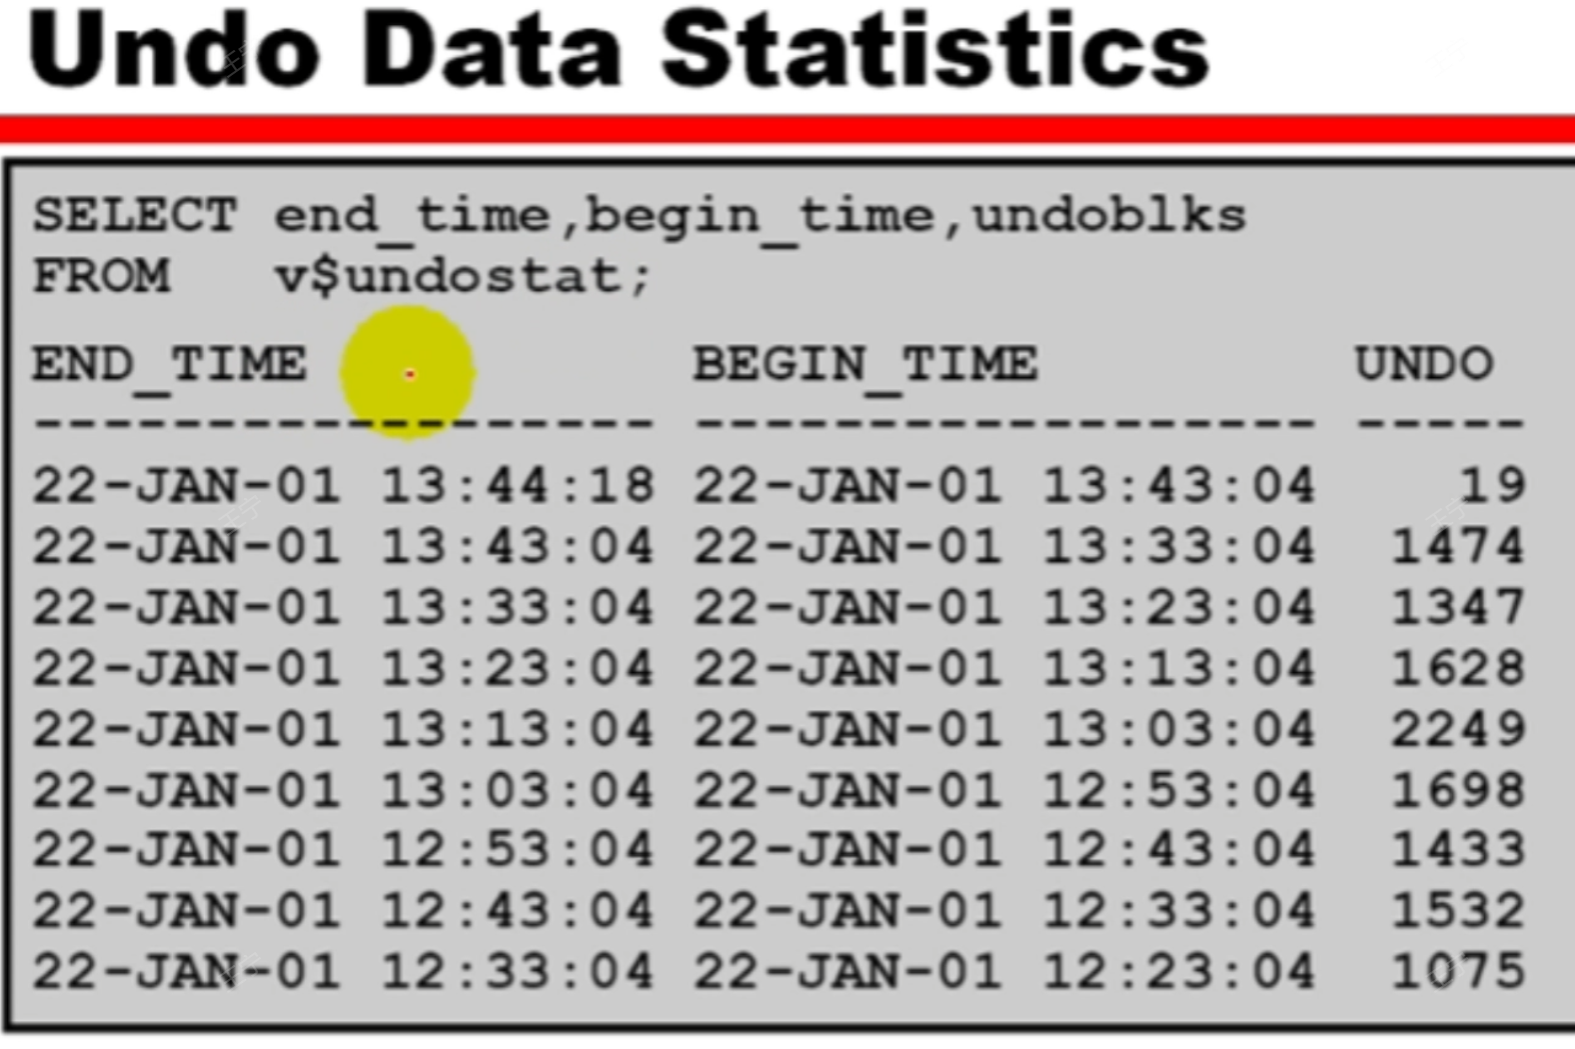 Undo Data Statistics
SELECT end_time,begin_time,undoblks
FROM   v$undostat;
END_TIME           BEGIN_TIME         UNDO
------------------ ------------------ -----
22-JAN-01 13:44:18 22-JAN-01 13:43:04    19
22-JAN-01 13:43:04 22-JAN-01 13:33:04  1474
22-JAN-01 13:33:04 22-JAN-01 13:23:04  1347
22-JAN-01 13:23:04 22-JAN-01 13:13:04  1628
22-JAN-01 13:13:04 22-JAN-01 13:03:04  2249
22-JAN-01 13:03:04 22-JAN-01 12:53:04  1698
22-JAN-01 12:53:04 22-JAN-01 12:43:04  1433
22-JAN-01 12:43:04 22-JAN-01 12:33:04  1532
22-JAN-01 12:33:04 22-JAN-01 12:23:04  1075